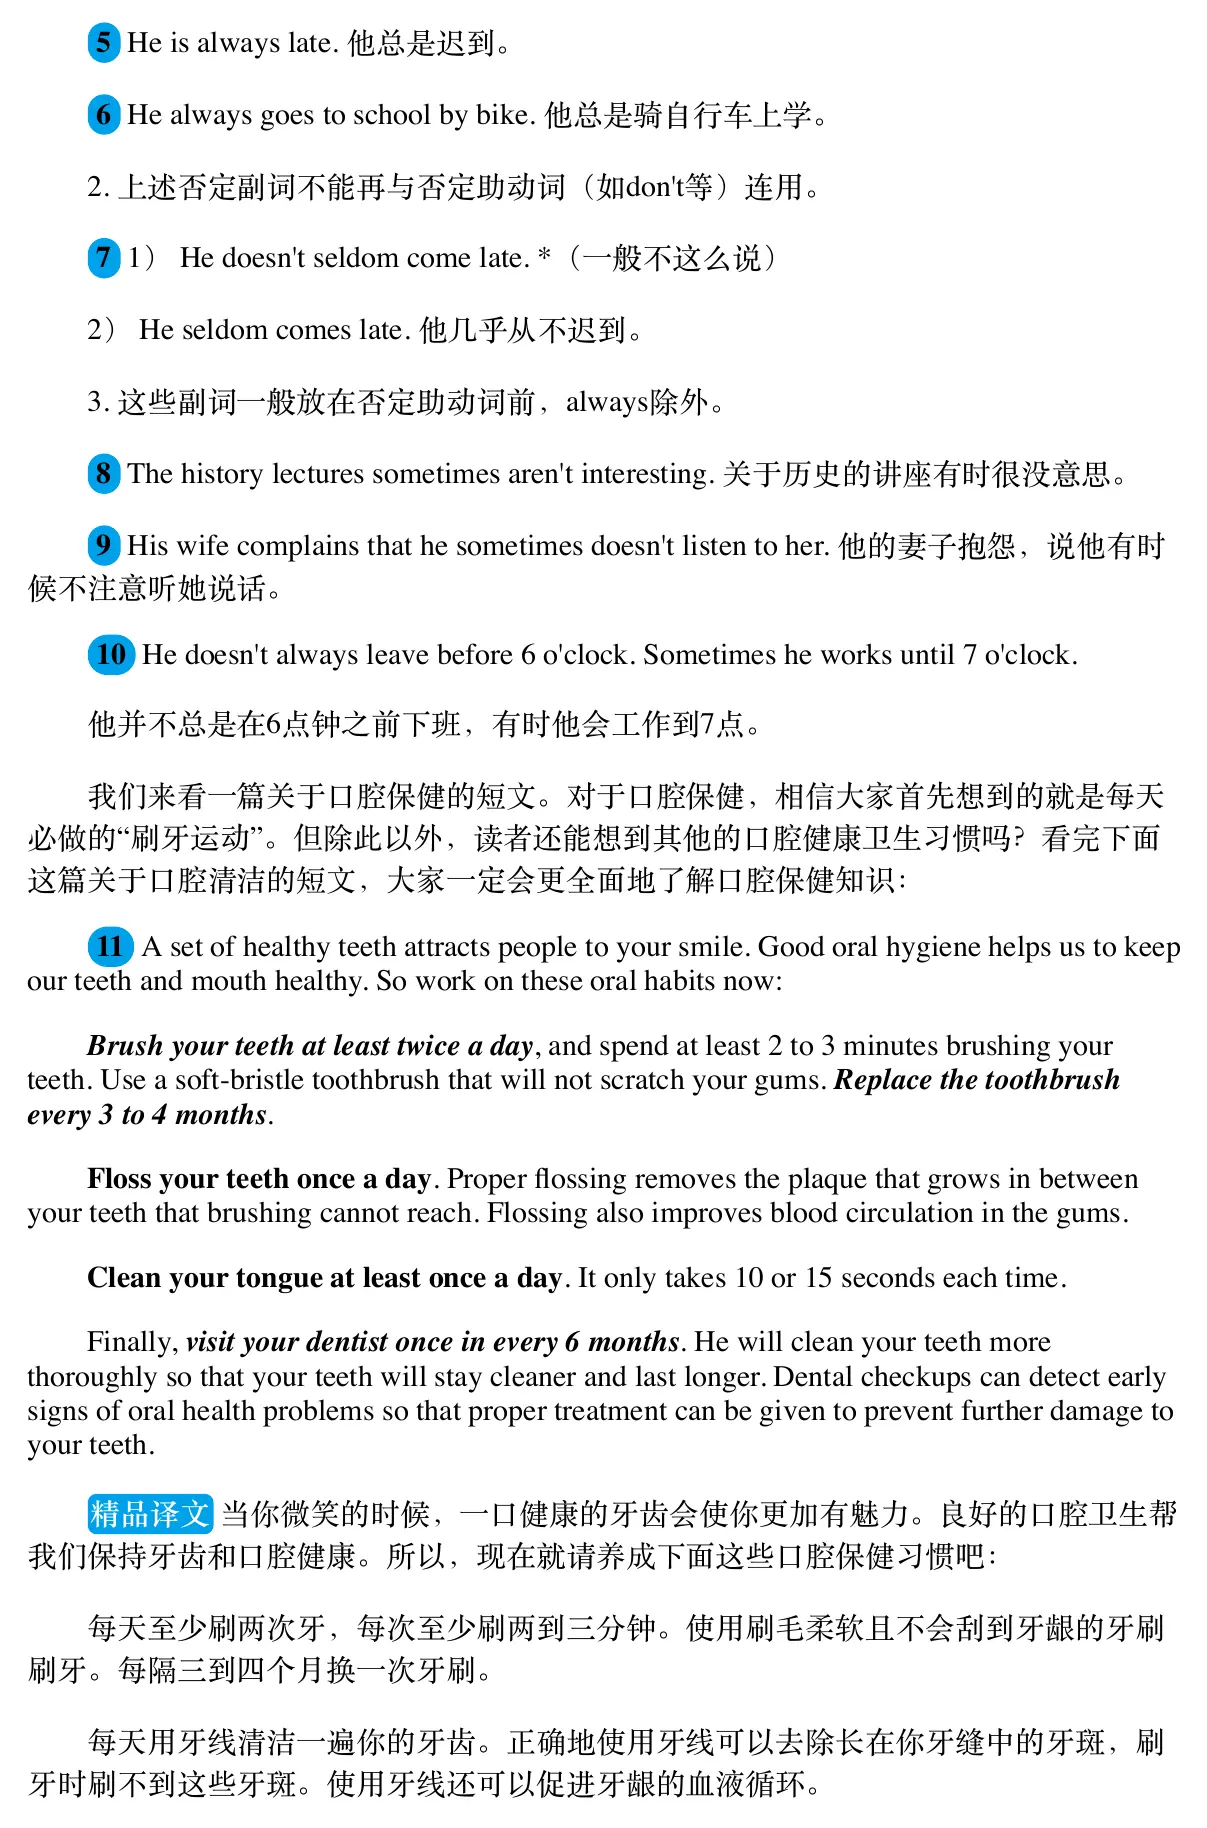 5 He is always late. 他总是迟到。
6 He always goes to school by bike. 他总是骑自行车上学。
2. 上述否定副词不能再与否定助动词（如don't等）连用。
7 1） He doesn't seldom come late. *（一般不这么说）
2） He seldom comes late. 他几乎从不迟到。
3. 这些副词一般放在否定助动词前，always除外。
8 The history lectures sometimes aren't interesting. 关于历史的讲座有时很没意思。
9 His wife complains that he sometimes doesn't listen to her. 他的妻子抱怨，说他有时
候不注意听她说话。
10 He doesn't always leave before 6 o'clock. Sometimes he works until 7 o'clock.
他并不总是在6点钟之前下班，有时他会工作到7点。
我们来看一篇关于口腔保健的短文。对于口腔保健，相信大家首先想到的就是每天
必做的“刷牙运动”。但除此以外，读者还能想到其他的口腔健康卫生习惯吗？看完下面
这篇关于口腔清洁的短文，大家一定会更全面地了解口腔保健知识：
11 A set of healthy teeth attracts people to your smile. Good oral hygiene helps us to keep
our teeth and mouth healthy. So work on these oral habits now:
Brush your teeth at least twice a day, and spend at least 2 to 3 minutes brushing your
teeth. Use a soft-bristle toothbrush that will not scratch your gums. Replace the toothbrush
every 3 to 4 months.
Floss your teeth once a day. Proper flossing removes the plaque that grows in between
your teeth that brushing cannot reach. Flossing also improves blood circulation in the gums.
Clean your tongue at least once a day. It only takes 10 or 15 seconds each time.
Finally, visit your dentist once in every 6 months. He will clean your teeth more
thoroughly so that your teeth will stay cleaner and last longer. Dental checkups can detect early
signs of oral health problems so that proper treatment can be given to prevent further damage to
your teeth.
精品译文 当你微笑的时候，一口健康的牙齿会使你更加有魅力。良好的口腔卫生帮
我们保持牙齿和口腔健康。所以，现在就请养成下面这些口腔保健习惯吧：
每天至少刷两次牙，每次至少刷两到三分钟。使用刷毛柔软且不会刮到牙龈的牙刷
刷牙。每隔三到四个月换一次牙刷。
每天用牙线清洁一遍你的牙齿。正确地使用牙线可以去除长在你牙缝中的牙斑，刷
牙时刷不到这些牙斑。使用牙线还可以促进牙龈的血液循环。